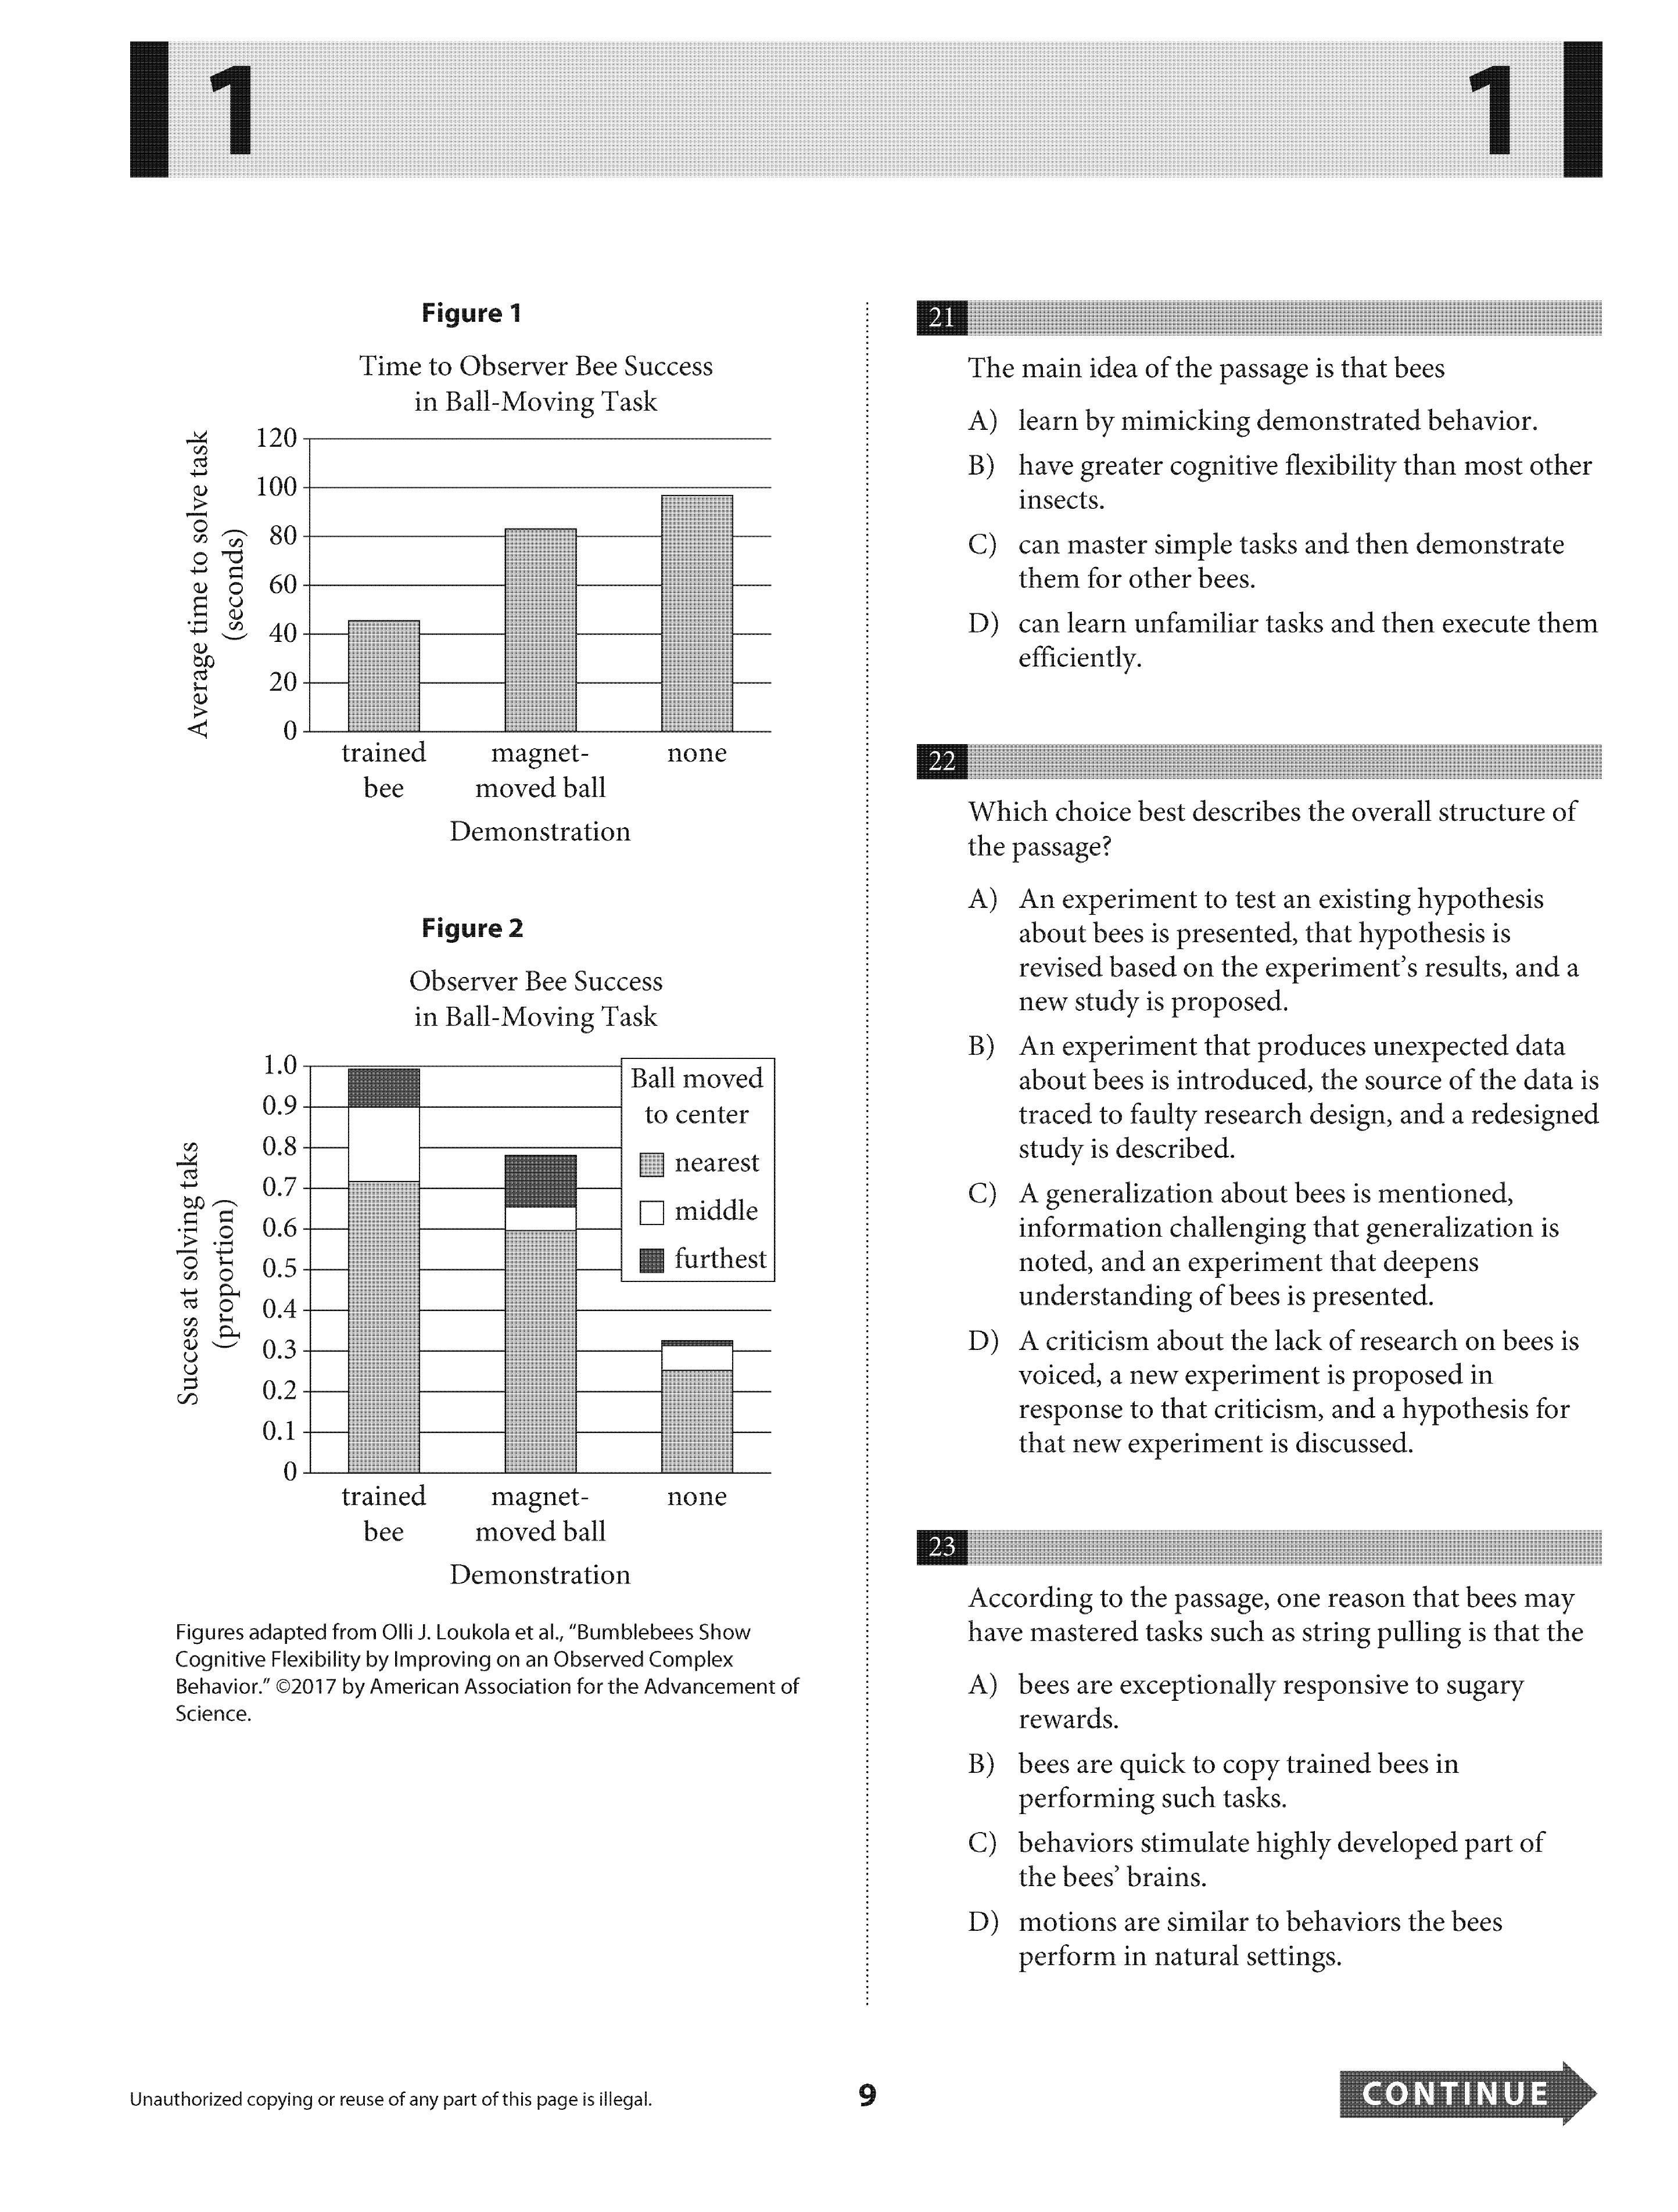 1
1
Figure 1
Time to Observer Bee Success
in Ball-Moving Task
Average time to solve task
(seconds)
120
100
80
60
40
20
0
trained
bee
magnet-
moved ball
none
Demonstration
Figure 2
Observer Bee Success
in Ball-Moving Task
Success at solving taks
(proportion)
1.0
0.9
0.8
0.7
0.6
0.5
0.4
0.3
0.2
0.1
0
Ball moved
to center
nearest
middle
furthest
trained
bee
magnet-
moved ball
none
Demonstration
Figures adapted from Olli J. Loukola et al., “Bumblebees Show
Cognitive Flexibility by Improving on an Observed Complex
Behavior.” ©2017 by American Association for the Advancement of
Science.
21
The main idea of the passage is that bees
A) learn by mimicking demonstrated behavior.
B) have greater cognitive flexibility than most other
insects.
C) can master simple tasks and then demonstrate
them for other bees.
D) can learn unfamiliar tasks and then execute them
efficiently.
22
Which choice best describes the overall structure of
the passage?
A) An experiment to test an existing hypothesis
about bees is presented, that hypothesis is
revised based on the experiment’s results, and a
new study is proposed.
B) An experiment that produces unexpected data
about bees is introduced, the source of the data is
traced to faulty research design, and a redesigned
study is described.
C) A generalization about bees is mentioned,
information challenging that generalization is
noted, and an experiment that deepens
understanding of bees is presented.
D) A criticism about the lack of research on bees is
voiced, a new experiment is proposed in
response to that criticism, and a hypothesis for
that new experiment is discussed.
23
According to the passage, one reason that bees may
have mastered tasks such as string pulling is that the
A) bees are exceptionally responsive to sugary
rewards.
B) bees are quick to copy trained bees in
performing such tasks.
C) behaviors stimulate highly developed part of
the bees’ brains.
D) motions are similar to behaviors the bees
perform in natural settings.
Unauthorized copying or reuse of any part of this page is illegal.
9
CONTINUE